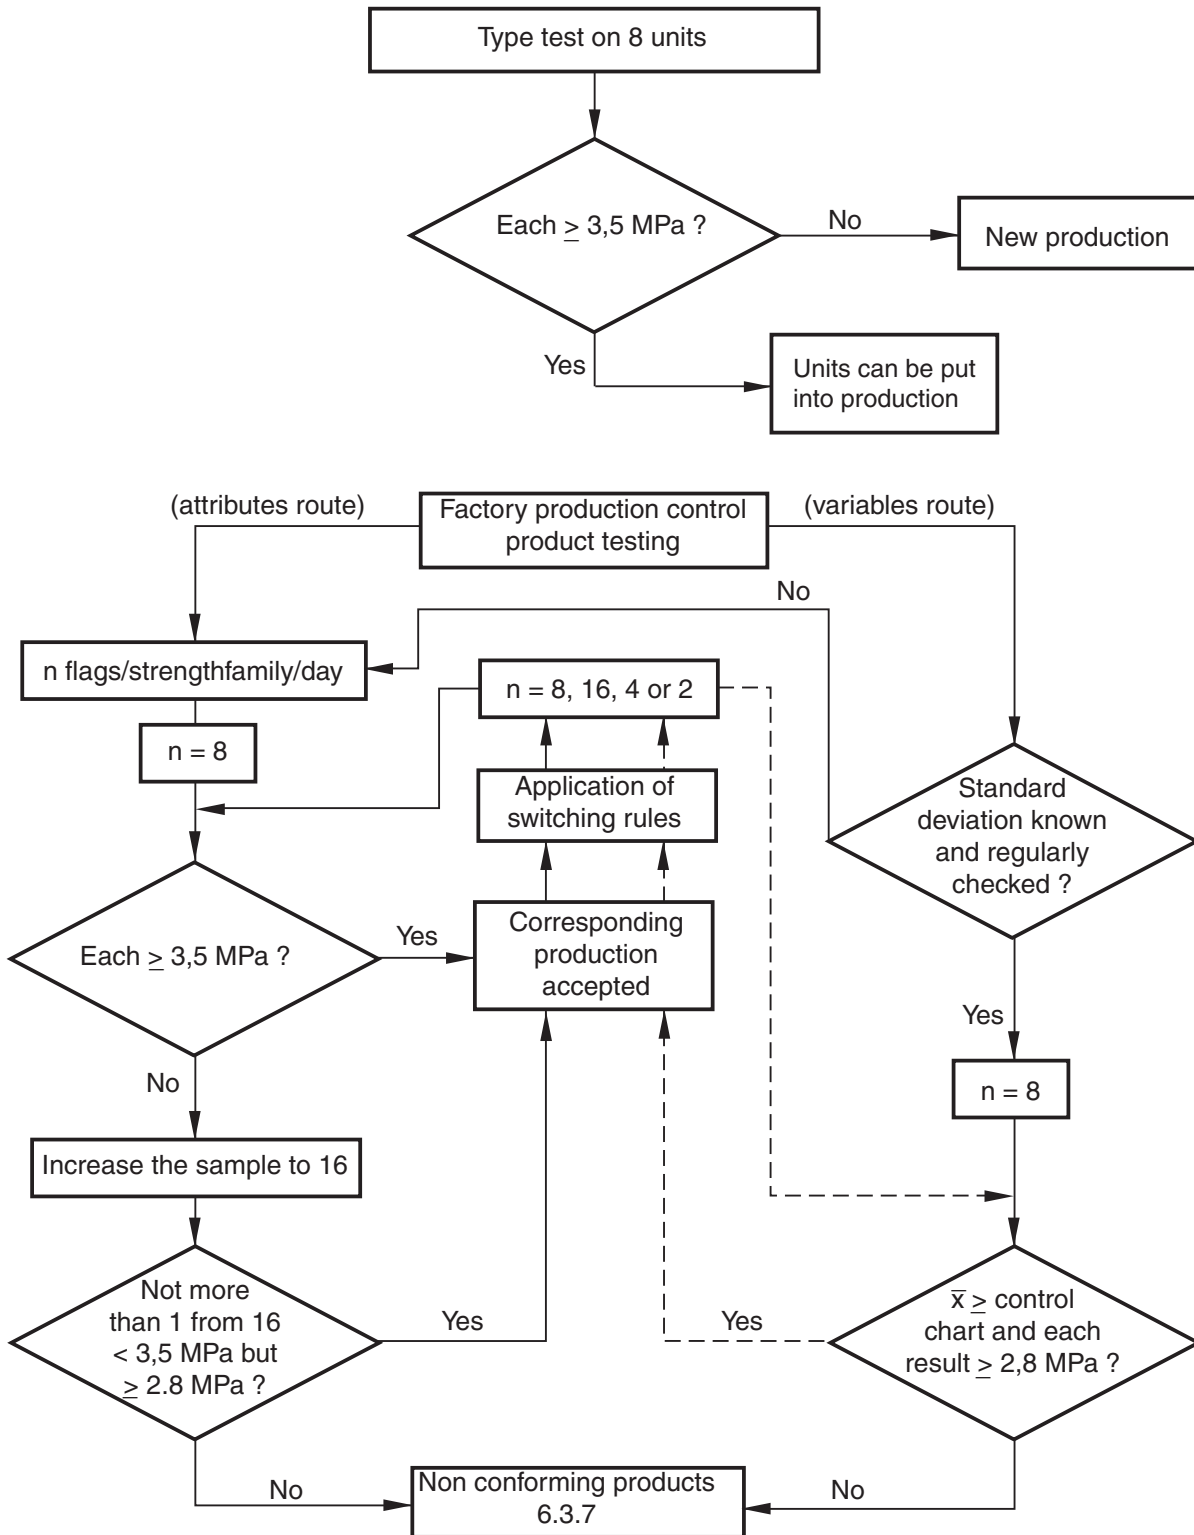 Type test on 8 units
Each ≥ 3,5 MPa ?
No
New production
Yes
Units can be put
into production
(attributes route)
Factory production control
product testing
(variables route)
No
n flags/strengthfamily/day
n = 8, 16, 4 or 2
n = 8
Application of
switching rules
Standard
deviation known
and regularly
checked ?
Each ≥ 3,5 MPa ?
Yes
Corresponding
production
accepted
Yes
n = 8
No
Increase the sample to 16
Not more
than 1 from 16
< 3,5 MPa but
≥ 2.8 MPa ?
Yes
Yes
x̅ ≥ control
chart and each
result ≥ 2,8 MPa ?
No
Non conforming products
6.3.7
No